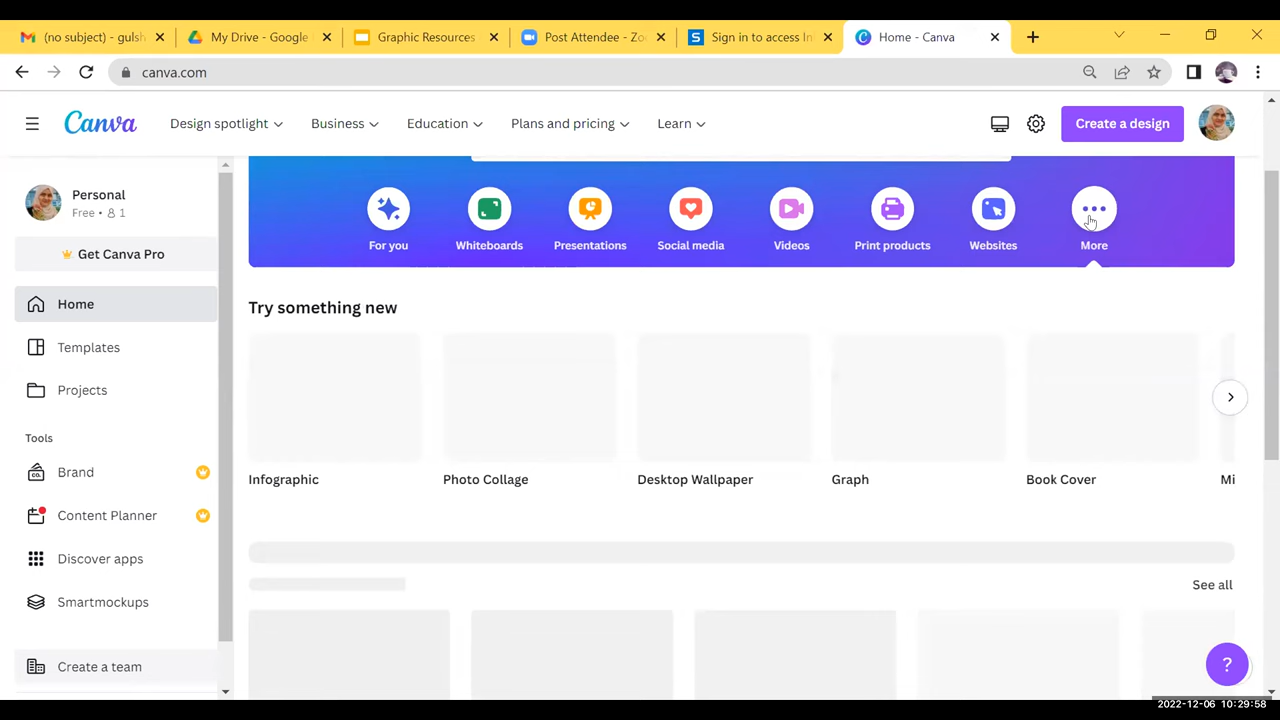 (no subject) - gulsh
My Drive - Google
Graphic Resources
Post Attendee - Zo
Sign in to access In
Home - Canva
canva.com
Canva
Design spotlight
Business
Education
Plans and pricing
Learn
Create a design
Personal
Free • 1
Get Canva Pro
Home
Templates
Projects
Tools
Brand
CO.
Content Planner
Discover apps
Smartmockups
Create a team
For you
Whiteboards
Presentations
Social media
Videos
Print products
Websites
More
Try something new
Infographic
Photo Collage
Desktop Wallpaper
Graph
Book Cover
Mi
See all
?
2022-12-06 10:29:58